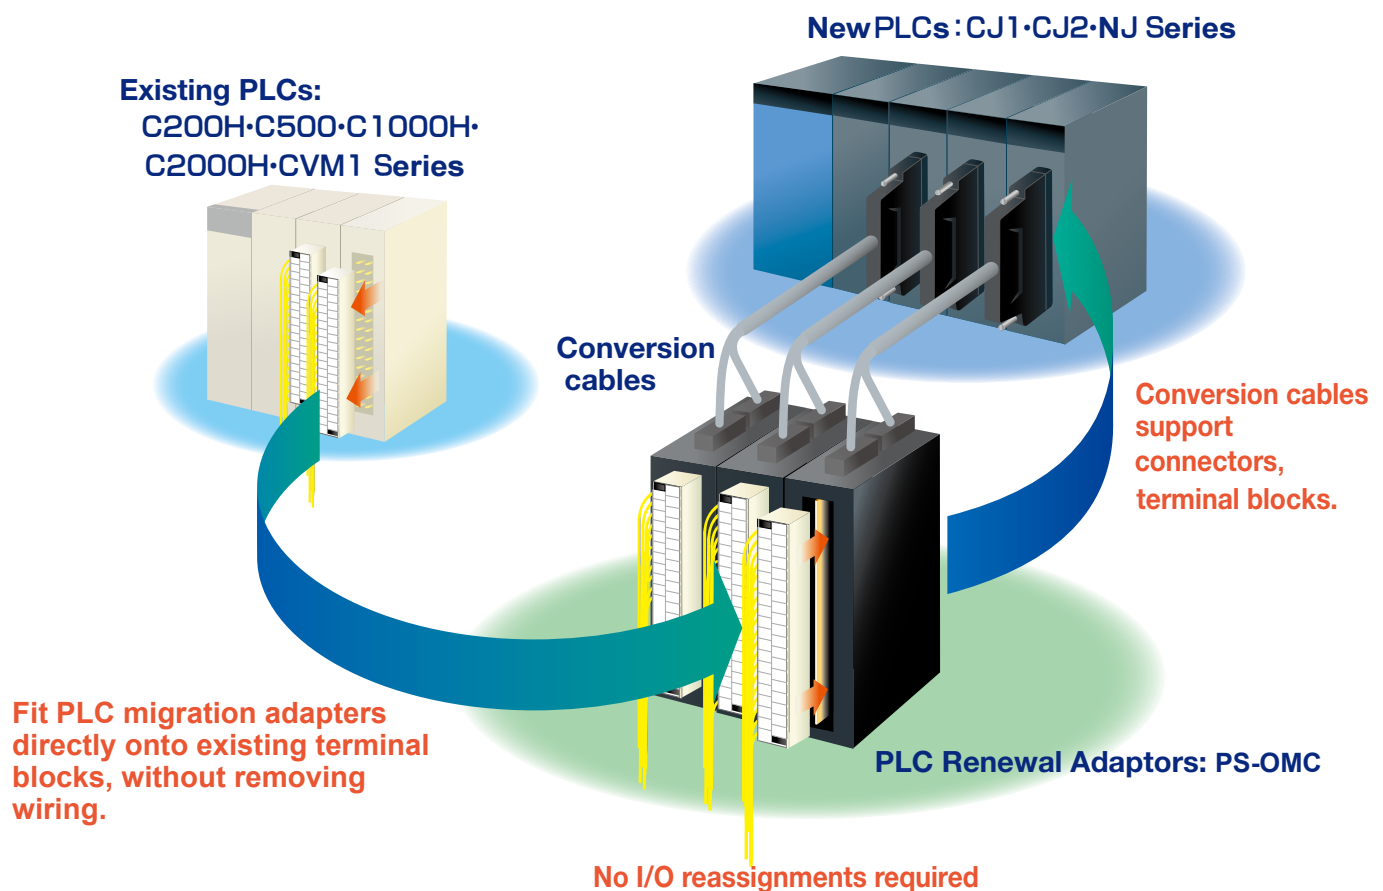 New PLCs : CJ1・CJ2・NJ Series
Existing PLCs:
C200H・C500・C1000H・
C2000H・CVM1 Series
Conversion
cables
Conversion cables
support
connectors,
terminal blocks.
Fit PLC migration adapters
directly onto existing terminal
blocks, without removing
wiring.
PLC Renewal Adaptors: PS-OMC
No I/O reassignments required